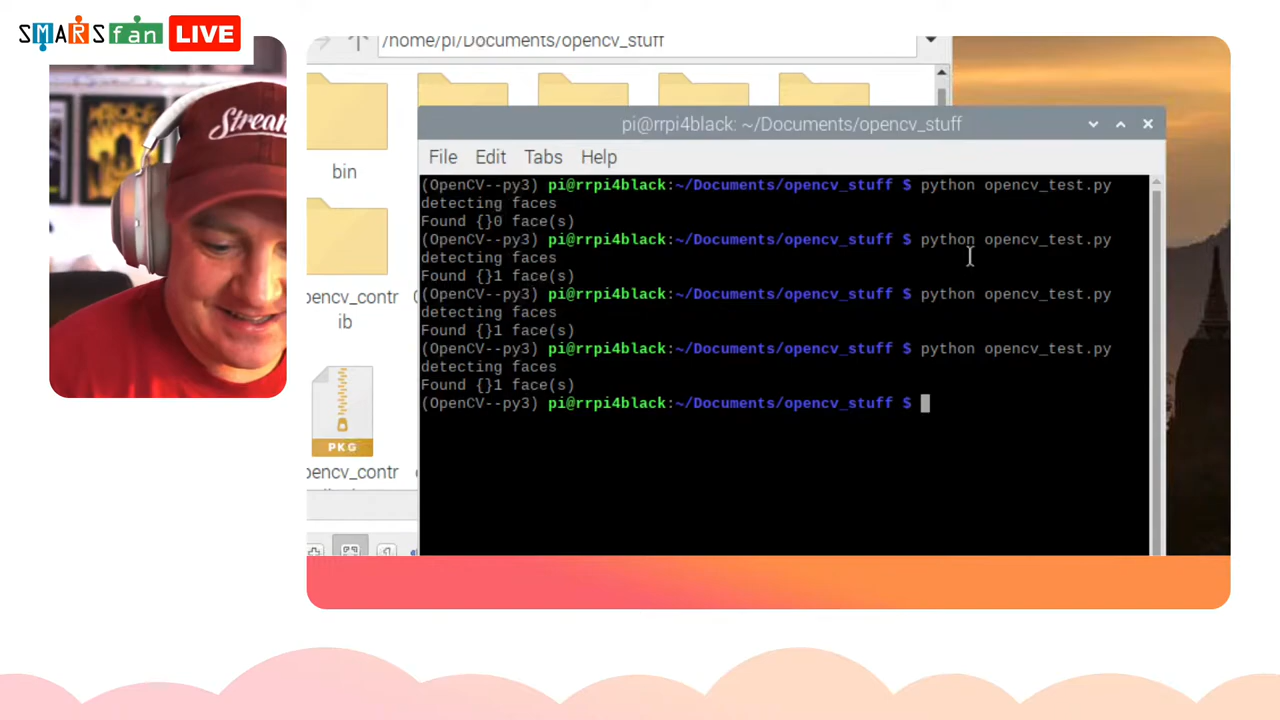 SMARS fan LIVE
Strea
/home/pi/Documents/opencv_stuff
bin
pencv_contr
ib
PKG
pencv_contr
pi@rrpi4black: ~/Documents/opencv_stuff
File Edit Tabs Help
(OpenCV--py3) pi@rrpi4black:~/Documents/opencv_stuff $ python opencv_test.py
detecting faces
Found {}0 face(s)
(OpenCV--py3) pi@rrpi4black:~/Documents/opencv_stuff $ python opencv_test.py
detecting faces
Found {}1 face(s)
(OpenCV--py3) pi@rrpi4black:~/Documents/opencv_stuff $ python opencv_test.py
detecting faces
Found {}1 face(s)
(OpenCV--py3) pi@rrpi4black:~/Documents/opencv_stuff $ python opencv_test.py
detecting faces
Found {}1 face(s)
(OpenCV--py3) pi@rrpi4black:~/Documents/opencv_stuff $